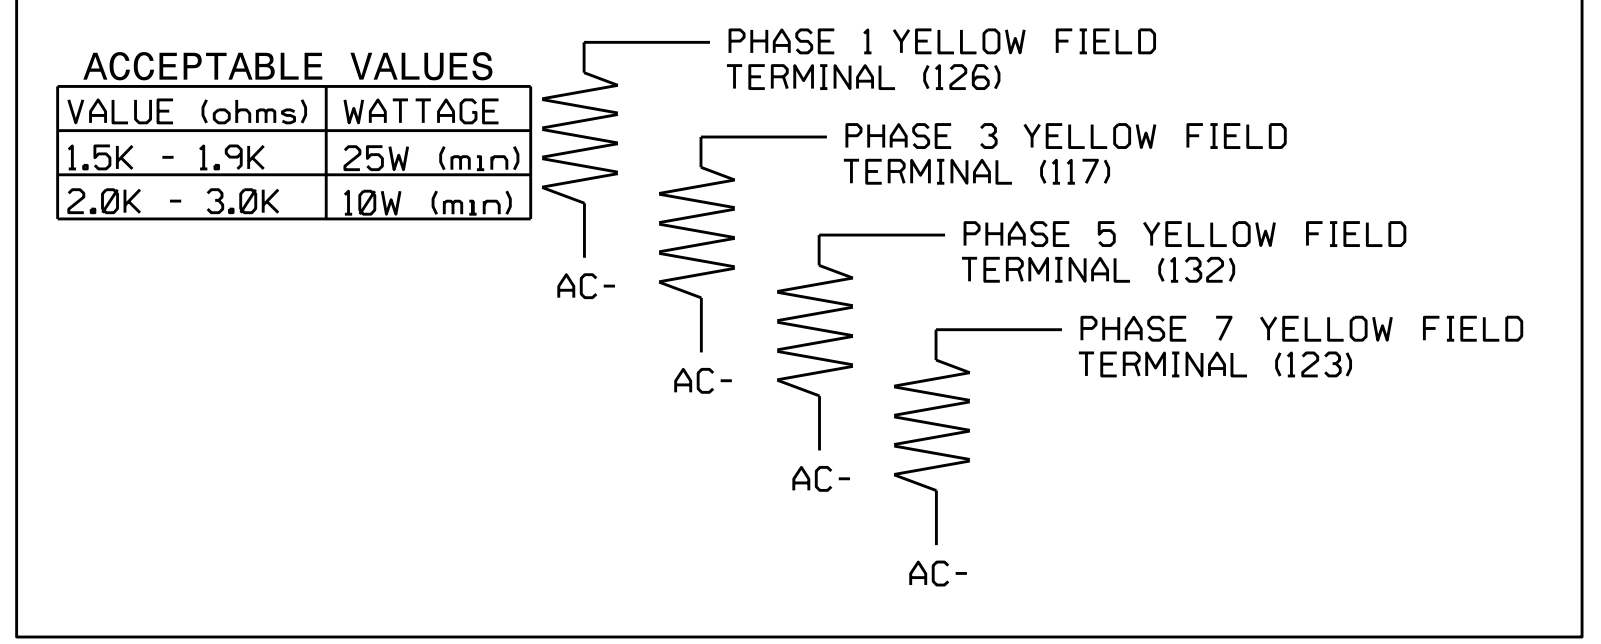 ACCEPTABLE VALUES
VALUE (ohms) WATTAGE
1.5K - 1.9K 25W (min)
2.0K - 3.0K 10W (min)
PHASE 1 YELLOW FIELD
TERMINAL (126)
AC-
PHASE 3 YELLOW FIELD
TERMINAL (117)
AC-
PHASE 5 YELLOW FIELD
TERMINAL (132)
AC-
PHASE 7 YELLOW FIELD
TERMINAL (123)
AC-